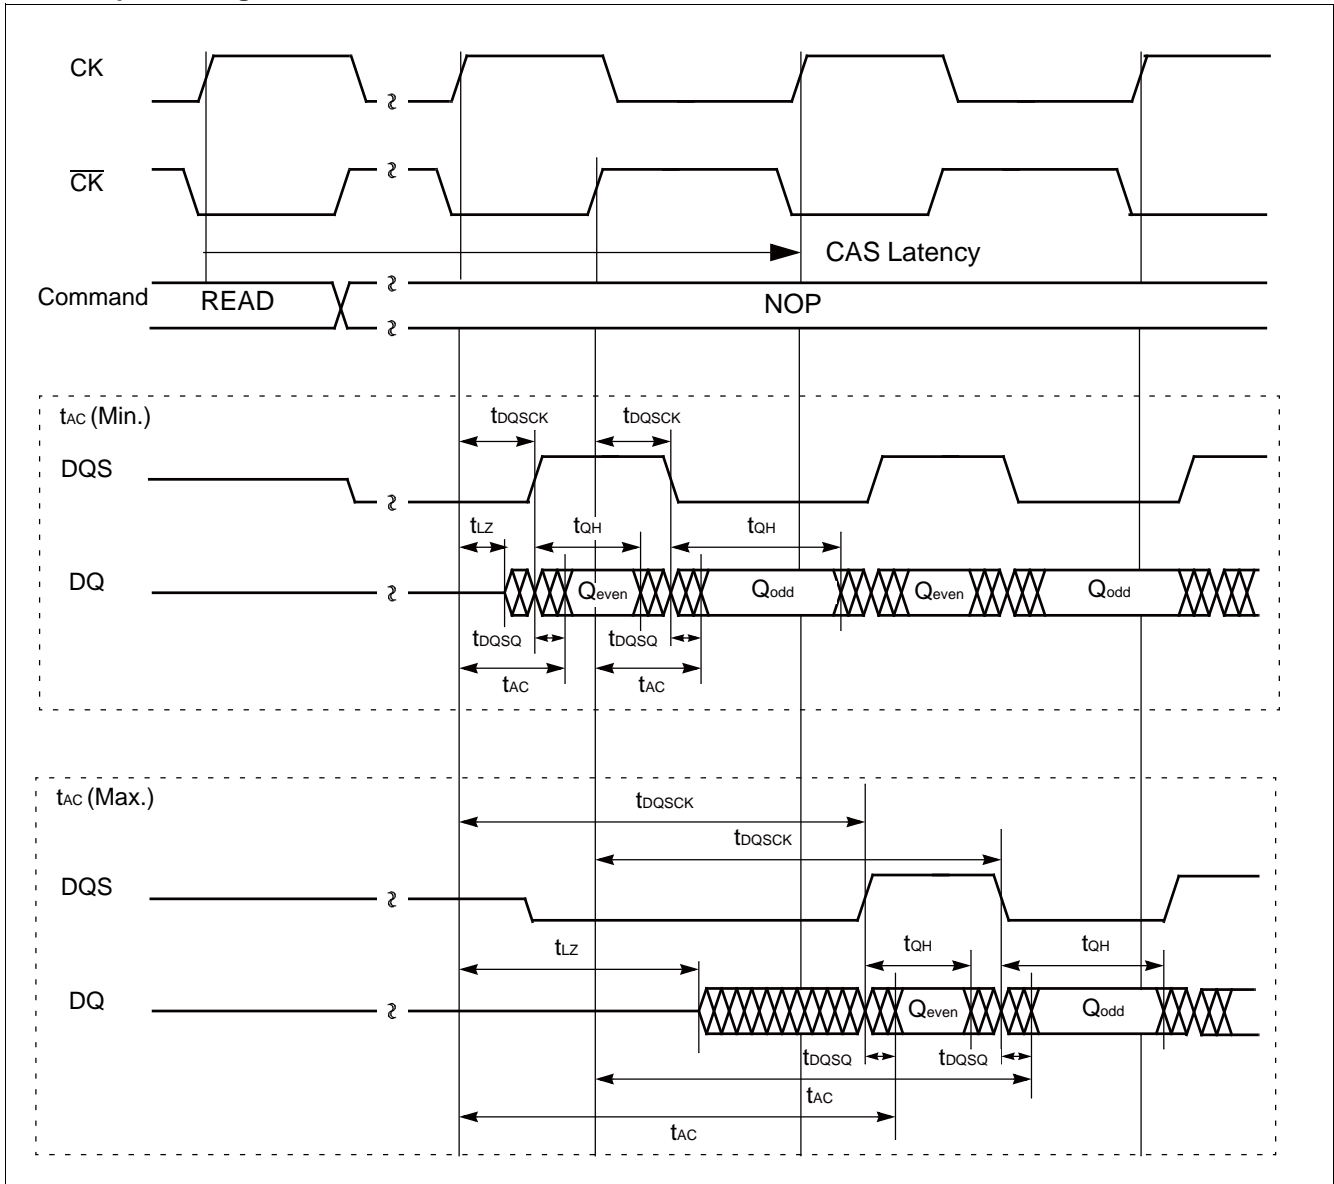 CK
CK
CAS Latency
Command READ NOP
tAC (Min.)
tDQSCK tDQSCK
DQS
tLZ tQH tQH
DQ Qeven Qodd Qeven Qodd
tDQSQ tDQSQ
tAC tAC
tAC (Max.)
tDQSCK
tDQSCK
DQS
tLZ tQH tQH
DQ Qeven Qodd
tDQSQ tDQSQ
tAC
tAC